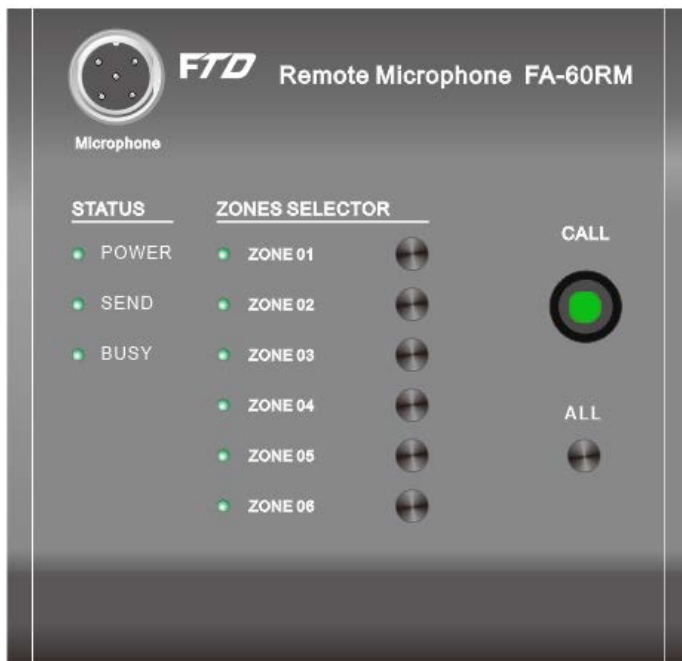 FTD Remote Microphone FA-60RM
Microphone
STATUS
POWER
SEND
BUSY
ZONES SELECTOR
ZONE 01
ZONE 02
ZONE 03
ZONE 04
ZONE 05
ZONE 06
CALL
ALL